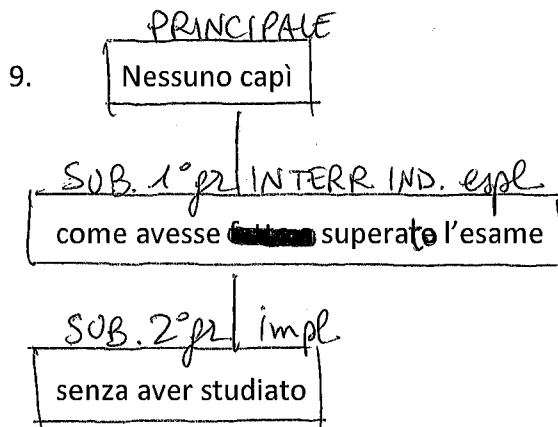 PRINCIPALE
9. Nessuno capì
SUB. 1° gr INTERR IND. espl
come avesse superato l'esame
SUB. 2° gr impl
senza aver studiato